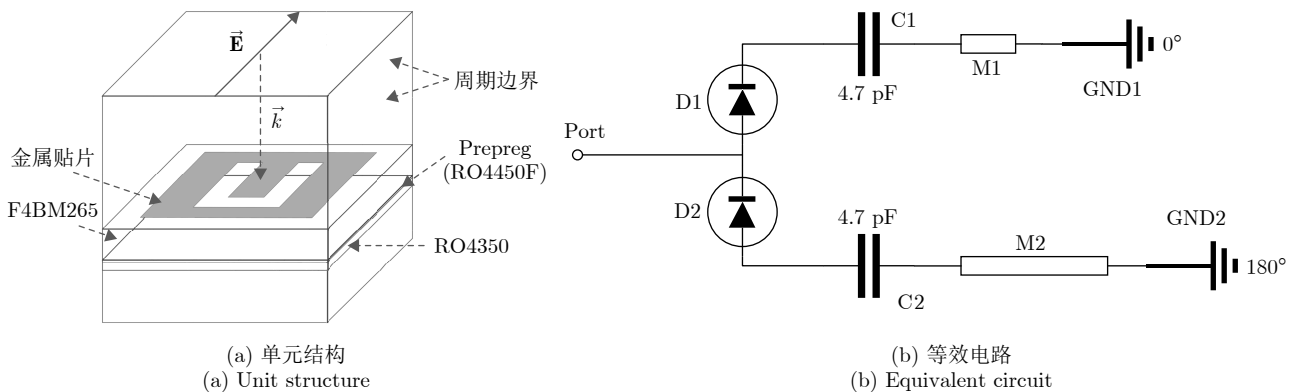 E⃗
k⃗
周期边界
金属贴片
Prepreg
(RO4450F)
F4BM265
RO4350
(a) 单元结构
(a) Unit structure
C1
D1
4.7 pF
M1
GND1
0°
Port
D2
4.7 pF
C2
M2
GND2
180°
(b) 等效电路
(b) Equivalent circuit